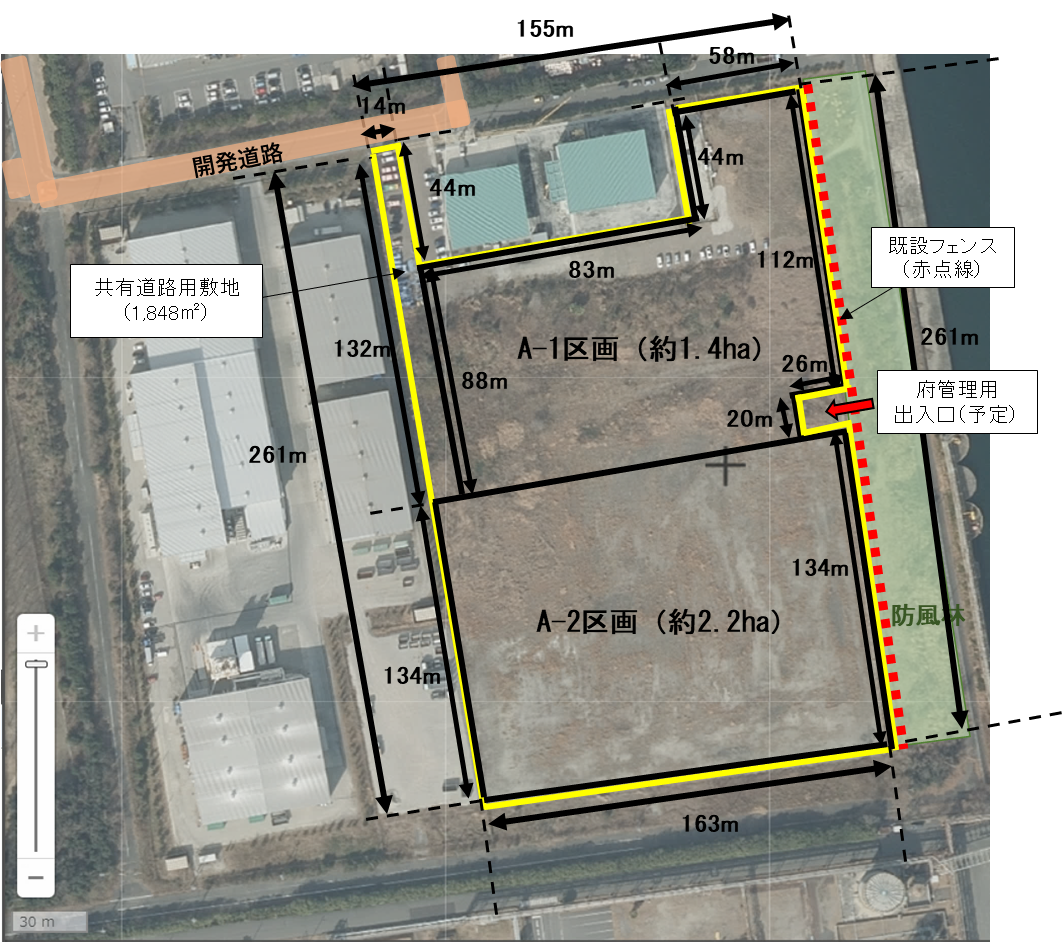 155m
58m
14m
開発道路
44m
44m
既設フェンス
(赤点線)
83m
112m
共有道路用敷地
(1,848㎡)
132m
A-1区画（約1.4ha）
261m
26m
88m
府管理用
出入口(予定)
20m
261m
134m
防風林
A-2区画（約2.2ha）
134m
163m
30 m